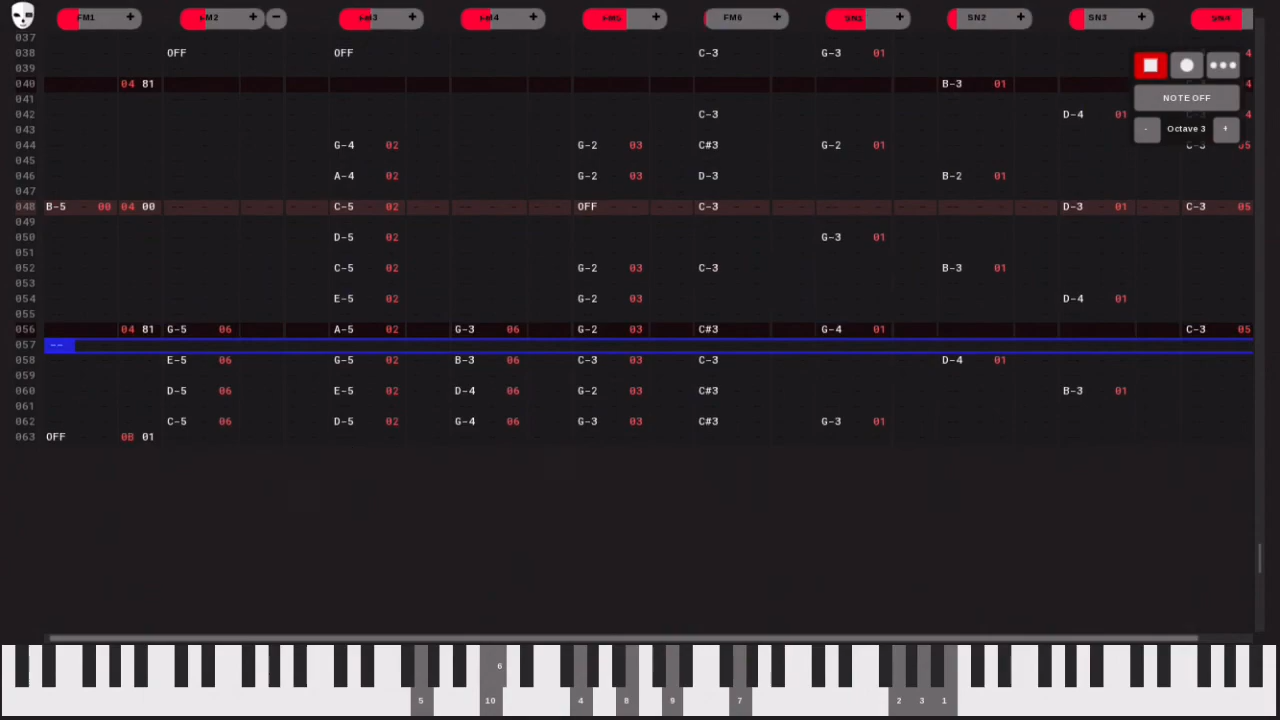 FM1 + FM2 + − FM3 + FM4 + FM5 + FM6 + SN1 + SN2 + SN3 + SN4
037
038 OFF OFF C-3 G-3 01 4
039
040 04 81 B-3 01 4
041
NOTE OFF
042 C-3 D-4 01 4
043
- Octave 3 +
044 G-4 02 G-2 03 C#3 G-2 01 C-3 05
045
046 A-4 02 G-2 03 D-3 B-2 01
047
048 B-5 00 04 00 C-5 02 OFF C-3 D-3 01 C-3 05
049
050 D-5 02 G-3 01
051
052 C-5 02 G-2 03 C-3 B-3 01
053
054 E-5 02 G-2 03 D-4 01
055
056 04 81 G-5 06 A-5 02 G-3 06 G-2 03 C#3 G-4 01 C-3 05
057 --
058 E-5 06 G-5 02 B-3 06 C-3 03 C-3 D-4 01
059
060 D-5 06 E-5 02 D-4 06 G-2 03 C#3 B-3 01
061
062 C-5 06 D-5 02 G-4 06 G-3 03 C#3 G-3 01
063 OFF 0B 01
6
5 10 4 8 9 7 2 3 1